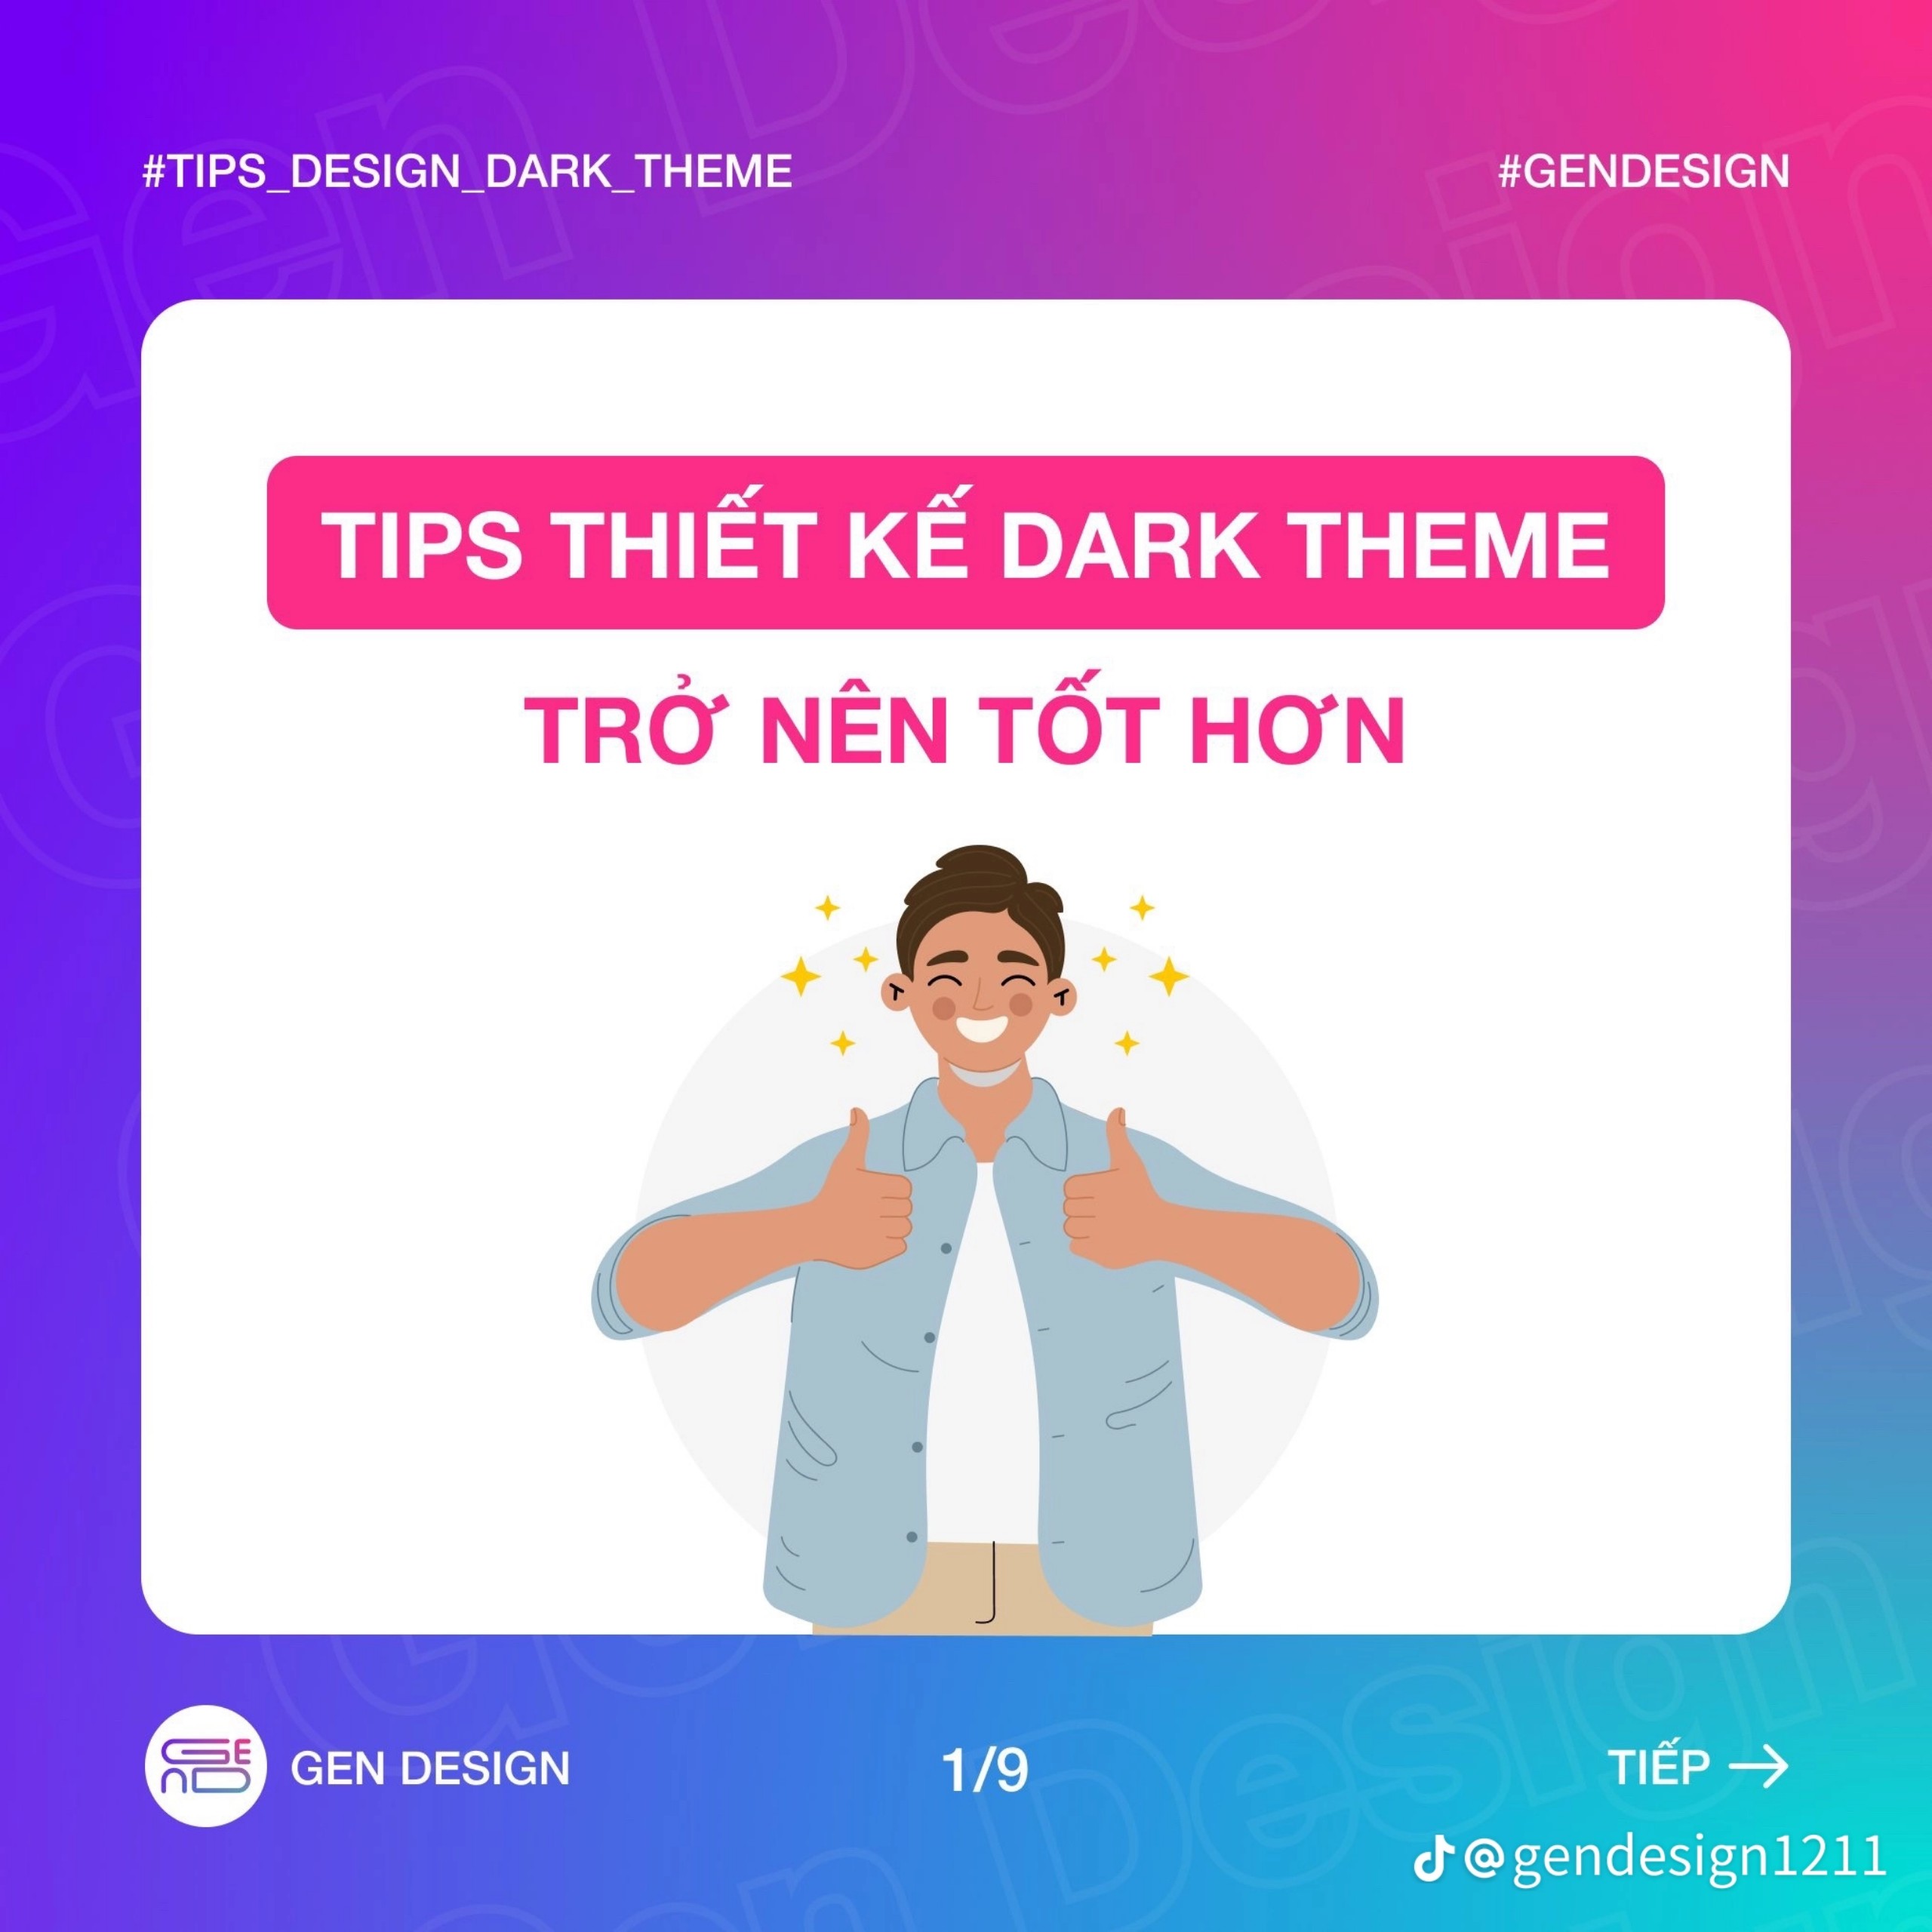 #TIPS_DESIGN_DARK_THEME
#GENDESIGN
TIPS THIẾT KẾ DARK THEME
TRỞ NÊN TỐT HƠN
GEN DESIGN
1/9
TIẾP →
@gendesign1211